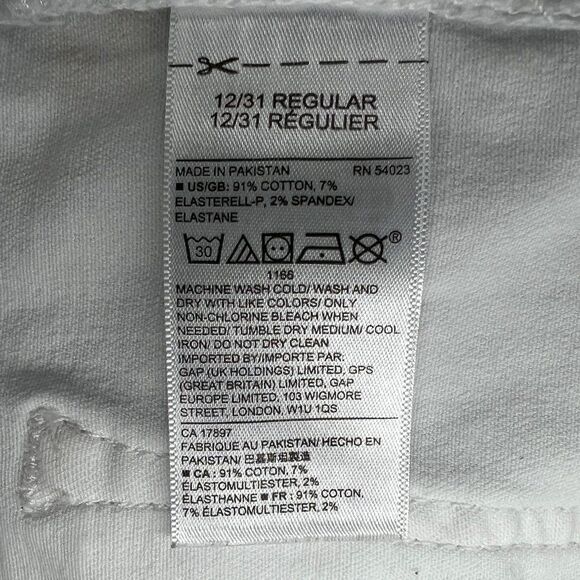 12/31 REGULAR
12/31 RÉGULIER
MADE IN PAKISTAN RN 54023
■ US/GB: 91% COTTON, 7%
ELASTERELL-P, 2% SPANDEX/
ELASTANE
30 ®
1166
MACHINE WASH COLD/ WASH AND
DRY WITH LIKE COLORS/ ONLY
NON-CHLORINE BLEACH WHEN
NEEDED/ TUMBLE DRY MEDIUM/ COOL
IRON/ DO NOT DRY CLEAN
IMPORTED BY/IMPORTE PAR:
GAP (UK HOLDINGS) LIMITED, GPS
(GREAT BRITAIN) LIMITED, GAP
EUROPE LIMITED, 103 WIGMORE
STREET, LONDON, W1U 1QS
CA 17897
FABRIQUE AU PAKISTAN/ HECHO EN
PAKISTAN/ 巴基斯坦製造
■ CA : 91% COTON, 7%
ÉLASTOMULTIESTER, 2%
ÉLASTHANNE ■ FR : 91% COTON,
7% ÉLASTOMULTIESTER, 2%